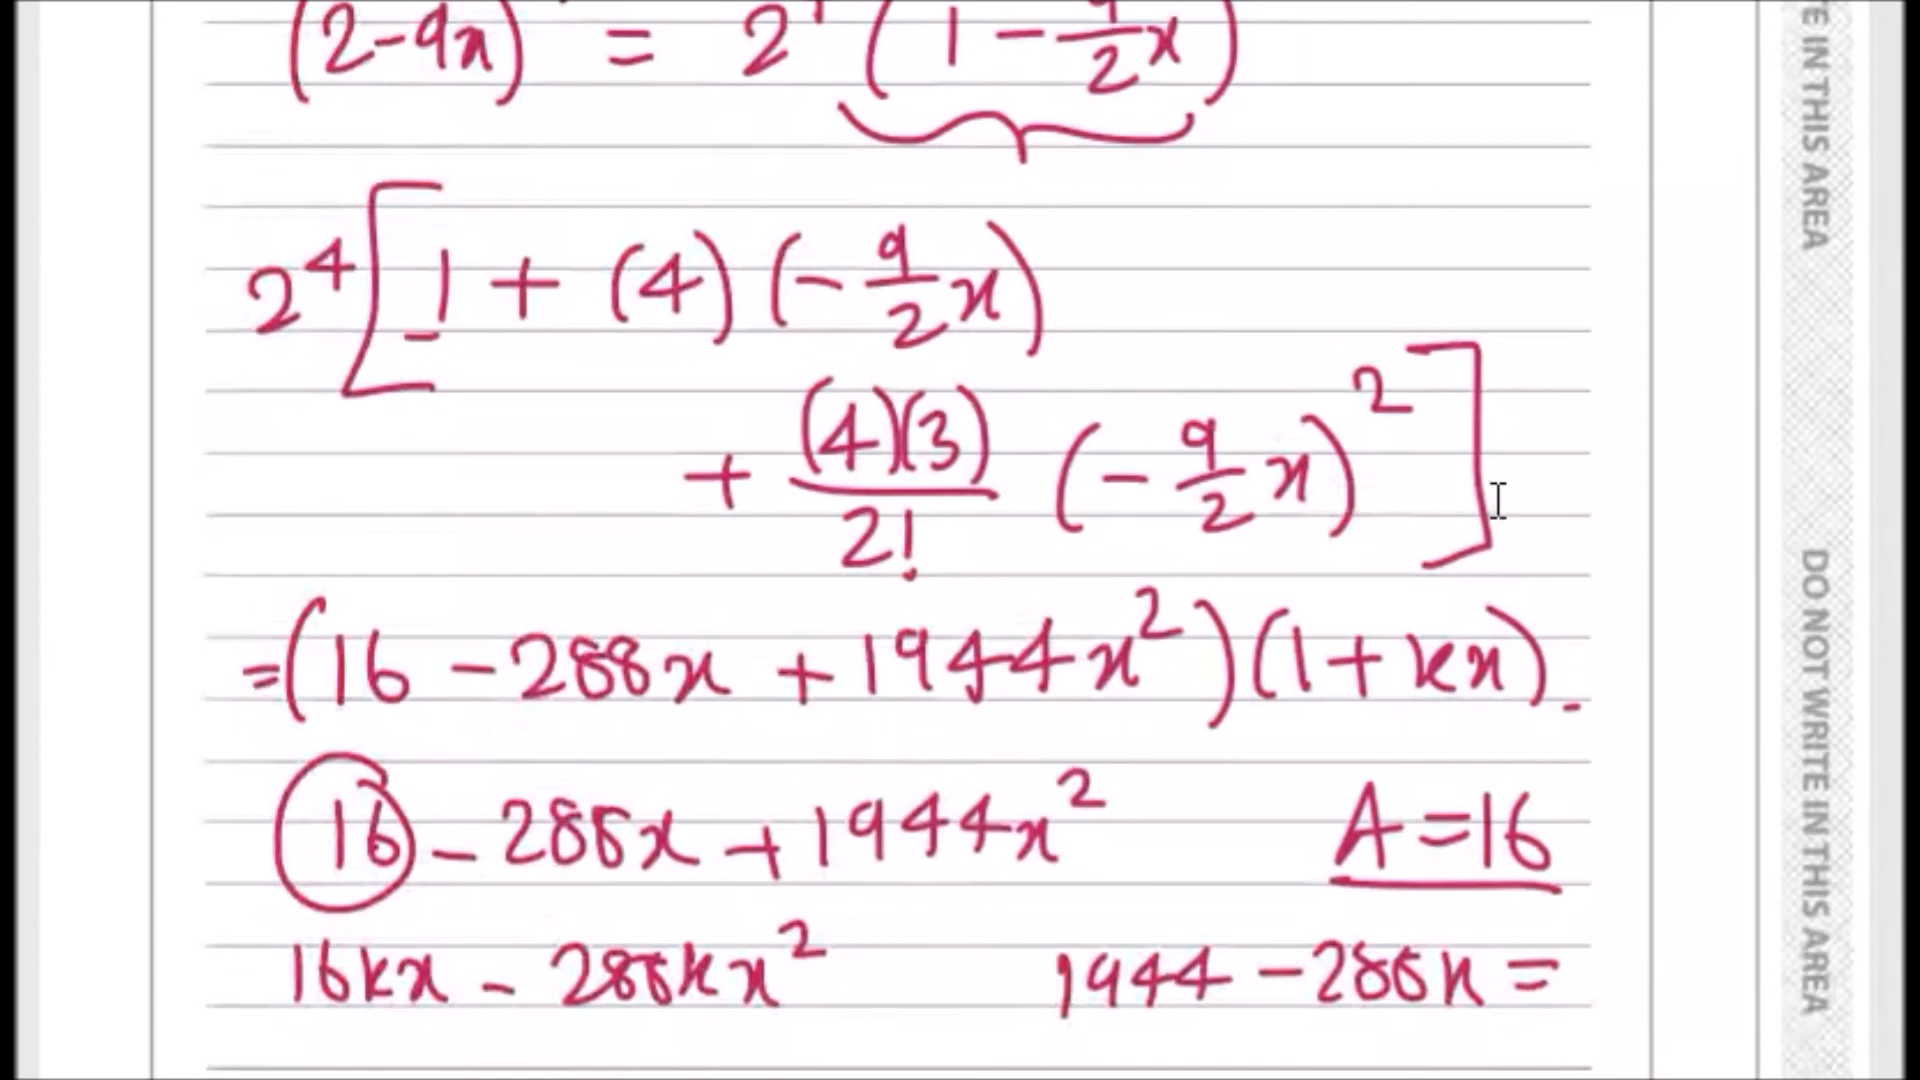 (2-9x) = 2 (1 - 9/2 x)
2^4 [ 1 + (4) (- 9/2 x)
+ (4)(3)/2! (- 9/2 x)^2 ]
= (16 - 288x + 1944x^2)(1 + kx).
16 - 288x + 1944x^2 A = 16
16kx - 288kx^2 1944 - 288k =
TE IN THIS AREA
DO NOT WRITE IN THIS AREA